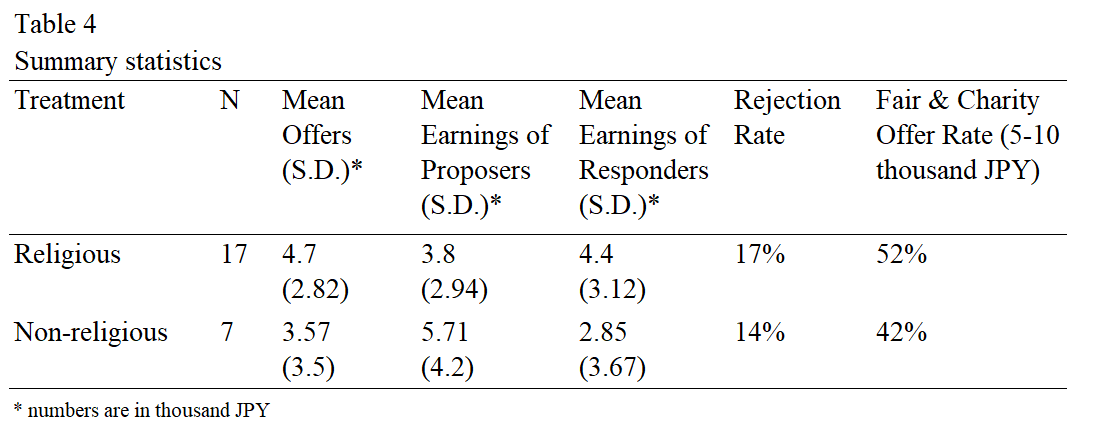 Table 4
Summary statistics
Treatment N Mean Mean Mean Rejection Fair & Charity
Offers Earnings of Earnings of Rate Offer Rate (5-10
(S.D.)* Proposers Responders thousand JPY)
(S.D.)* (S.D.)*
Religious 17 4.7 3.8 4.4 17% 52%
(2.82) (2.94) (3.12)
Non-religious 7 3.57 5.71 2.85 14% 42%
(3.5) (4.2) (3.67)
* numbers are in thousand JPY